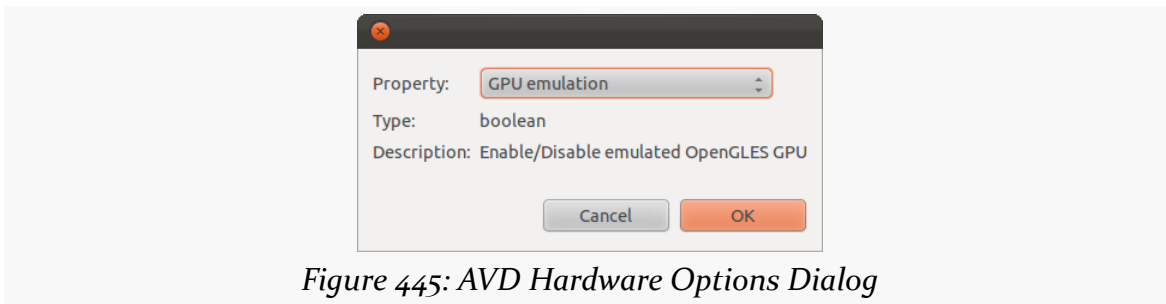 Property: GPU emulation
Type: boolean
Description: Enable/Disable emulated OpenGLES GPU
Cancel OK
Figure 445: AVD Hardware Options Dialog